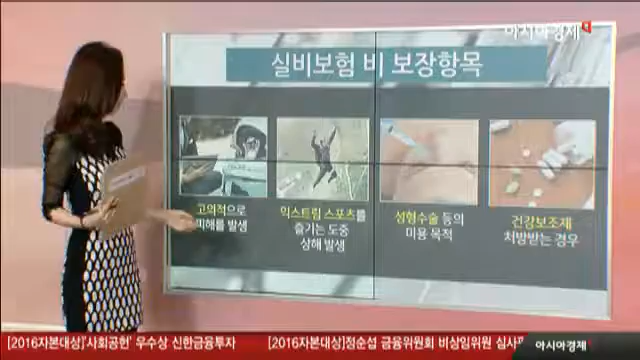 아시아경제
실비보험 비 보장항목
고의적으로
피해를 발생
익스트림 스포츠를
즐기는 도중
상해 발생
성형수술 등의
미용 목적
건강보조제
처방받는 경우
[2016자본대상]'사회공헌' 우수상 신한금융투자
[2016자본대상]정순섭 금융위원회 비상임위원 심사
아시아경제